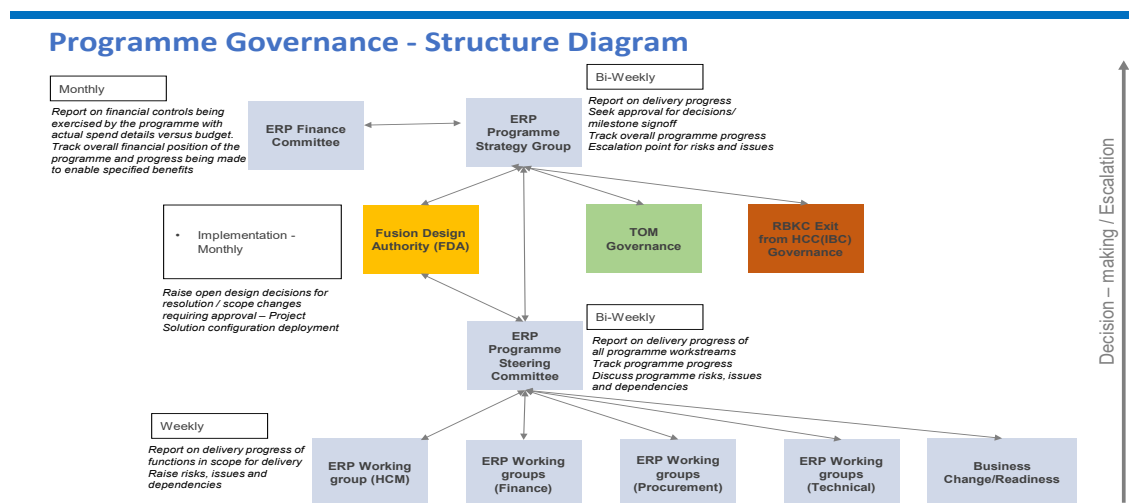 Programme Governance - Structure Diagram
Monthly
Report on financial controls being
exercised by the programme with
actual spend details versus budget.
Track overall financial position of the
programme and progress being made
to enable specified benefits
ERP Finance
Committee
ERP
Programme
Strategy Group
Bi-Weekly
Report on delivery progress
Seek approval for decisions/
milestone signoff
Track overall programme progress
Escalation point for risks and issues
• Implementation -
Monthly
Raise open design decisions for
resolution / scope changes
requiring approval – Project
Solution configuration deployment
Fusion Design
Authority (FDA)
TOM
Governance
RBKC Exit
from HCC(IBC)
Governance
ERP
Programme
Steering
Committee
Bi-Weekly
Report on delivery progress of
all programme workstreams
Track programme progress
Discuss programme risks, issues
and dependencies
Weekly
Report on delivery progress of
functions in scope for delivery
Raise risks, issues and
dependencies
ERP Working
group (HCM)
ERP Working
groups
(Finance)
ERP Working
groups
(Procurement)
ERP Working
groups
(Technical)
Business
Change/Readiness
Decision – making / Escalation